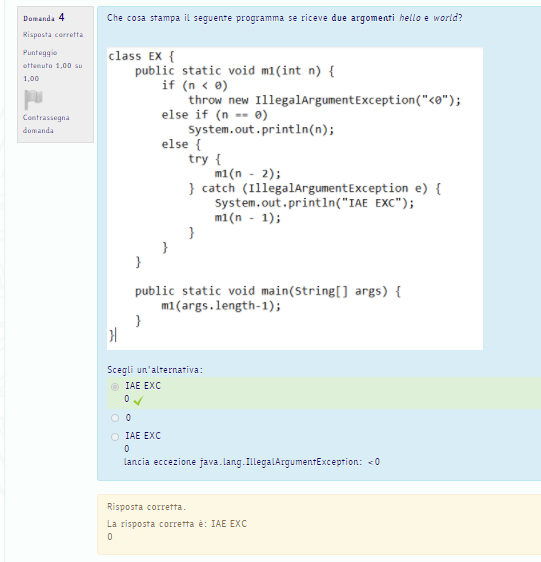 Domanda 4
Risposta corretta
Punteggio
ottenuto 1,00 su
1,00
Contrassegna
domanda
Che cosa stampa il seguente programma se riceve due argomenti hello e world?
class EX {
    public static void m1(int n) {
        if (n < 0)
            throw new IllegalArgumentException("<0");
        else if (n == 0)
            System.out.println(n);
        else {
            try {
                m1(n - 2);
            } catch (IllegalArgumentException e) {
                System.out.println("IAE EXC");
                m1(n - 1);
            }
        }
    }
    public static void main(String[] args) {
        m1(args.length-1);
    }
}
Scegli un'alternativa:
IAE EXC
0
0
IAE EXC
0
lancia eccezione java.lang.IllegalArgumentException: <0
Risposta corretta.
La risposta corretta è: IAE EXC
0